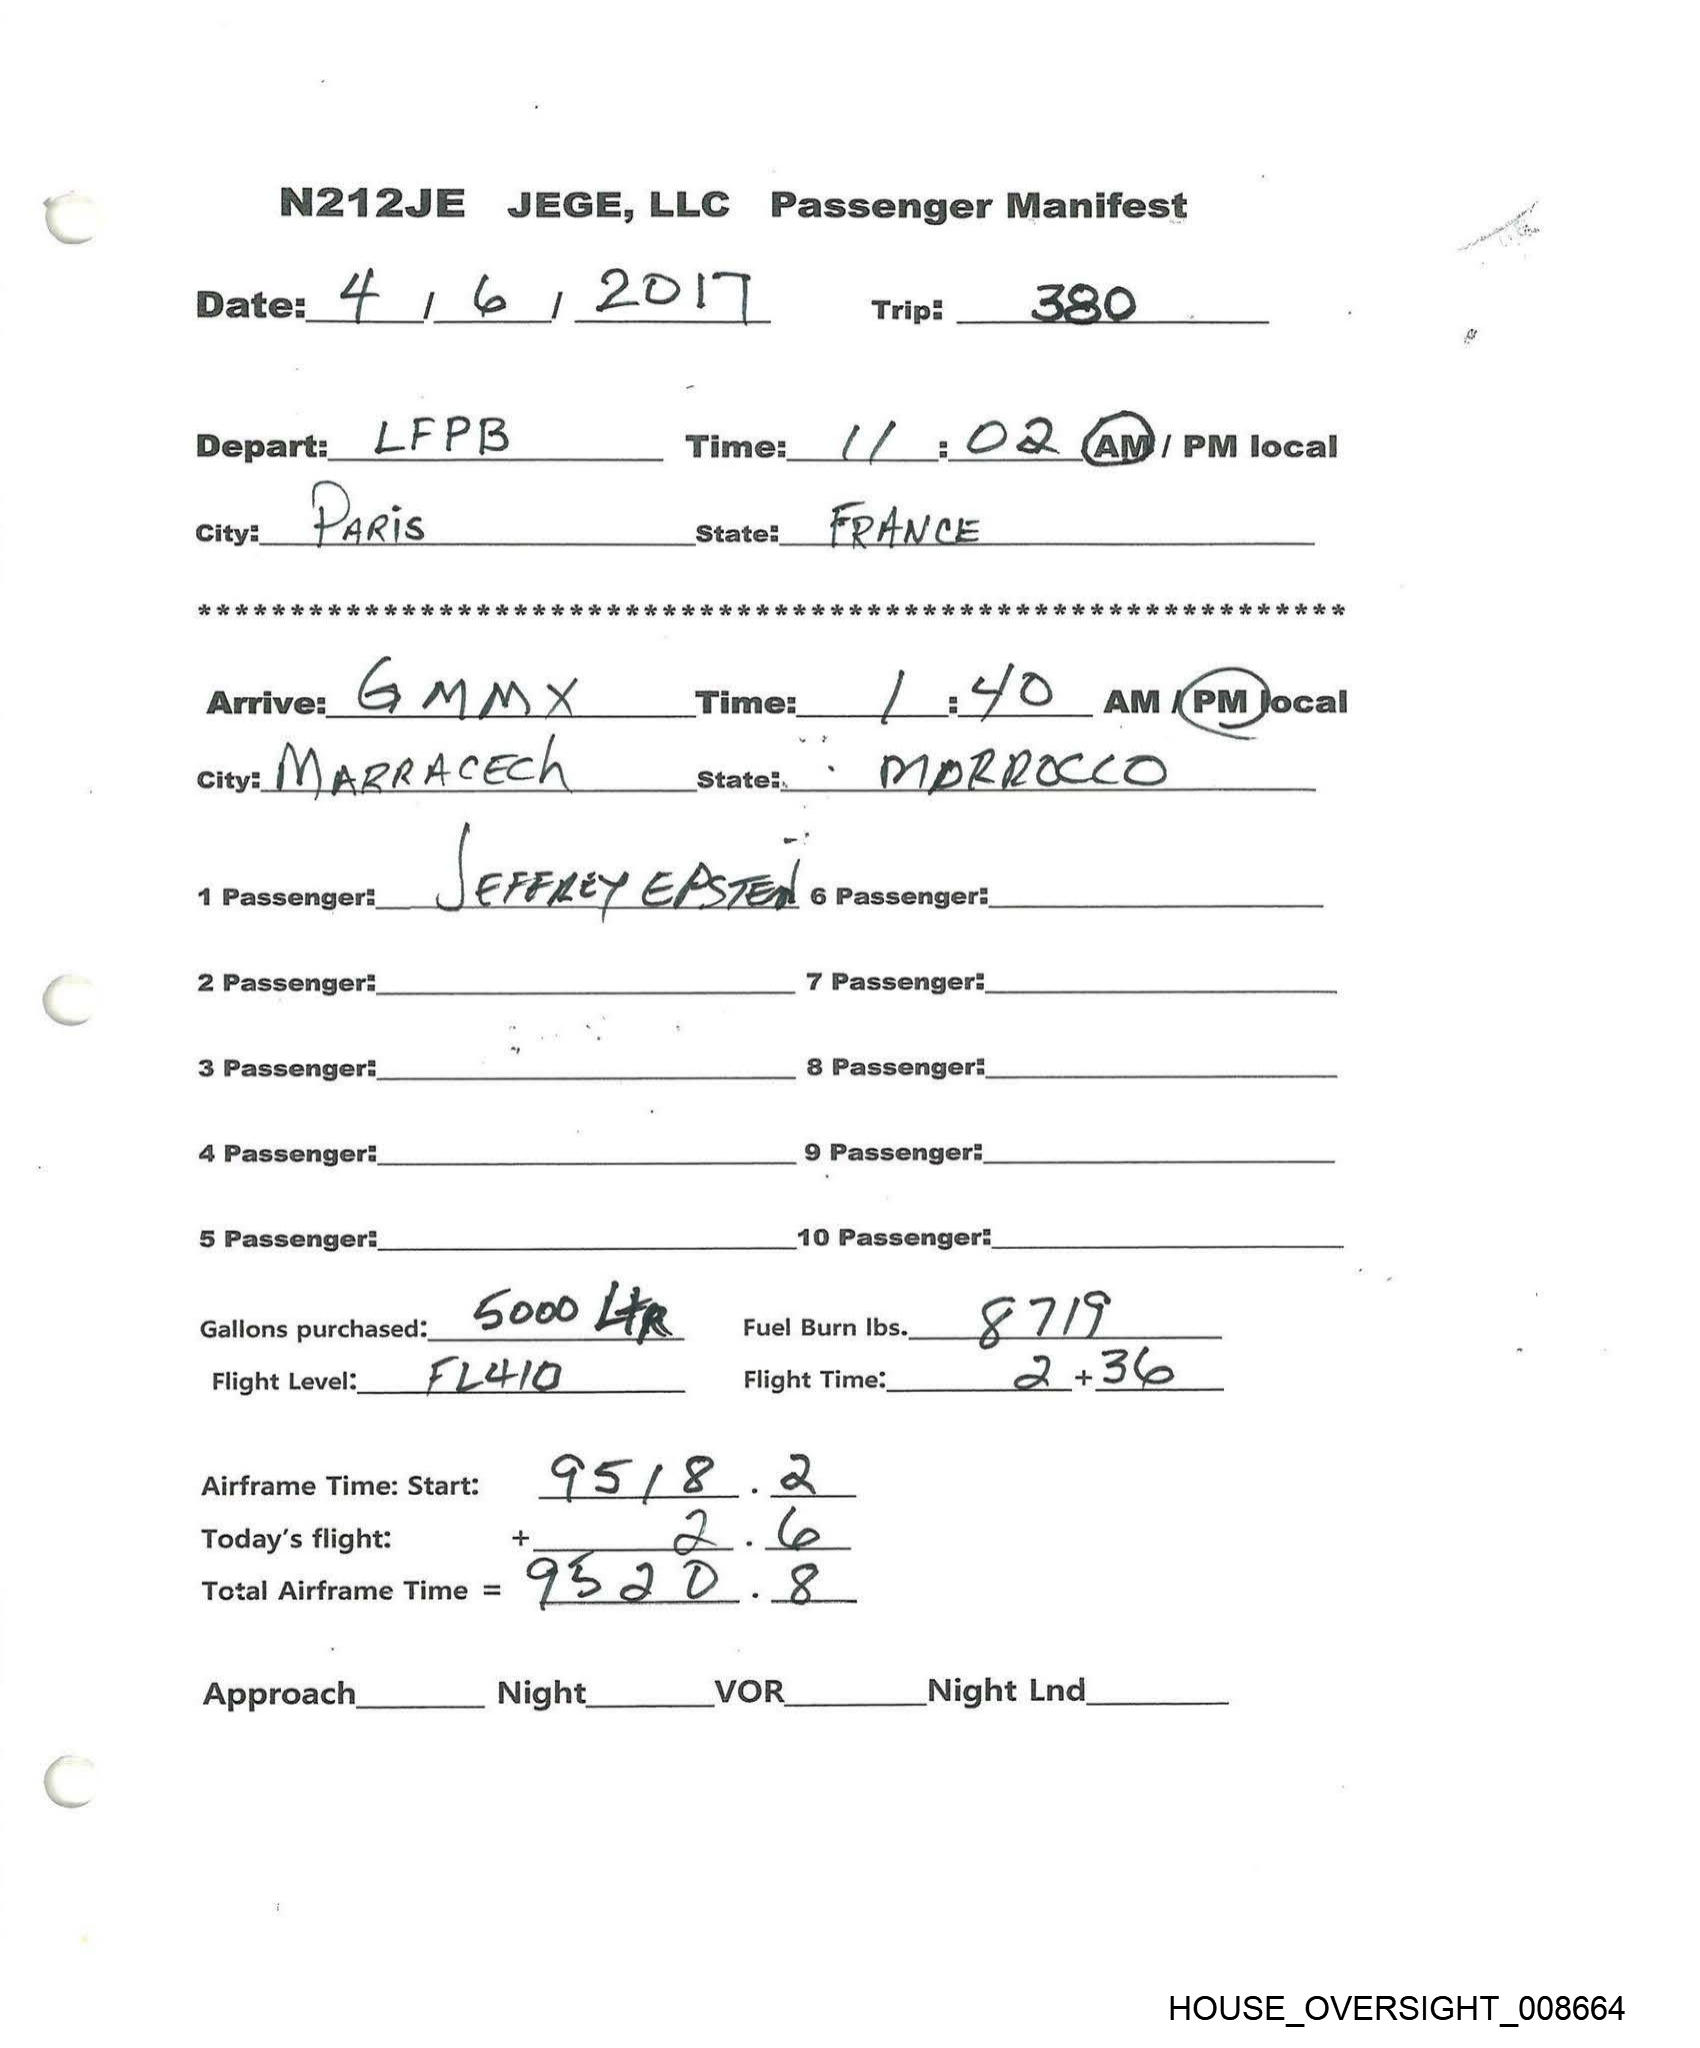 N212JE JEGE, LLC Passenger Manifest
Date: 4 / 6 / 2017 Trip: 380
Depart: LFPB Time: 11 : 02 AM / PM local
City: PARIS State: FRANCE
**************************************************************
Arrive: GMMX Time: 1 : 40 AM / PM local
City: MARRACECh State: MORROCCO
1 Passenger: JEFFREY EPSTEN 6 Passenger:
2 Passenger: 7 Passenger:
3 Passenger: 8 Passenger:
4 Passenger: 9 Passenger:
5 Passenger: 10 Passenger:
Gallons purchased: 5000 LtR Fuel Burn lbs. 8719
Flight Level: FL410 Flight Time: 2 + 36
Airframe Time: Start: 9518 . 2
Today's flight: + 2 . 6
Total Airframe Time = 9520 . 8
Approach Night VOR Night Lnd
HOUSE_OVERSIGHT_008664